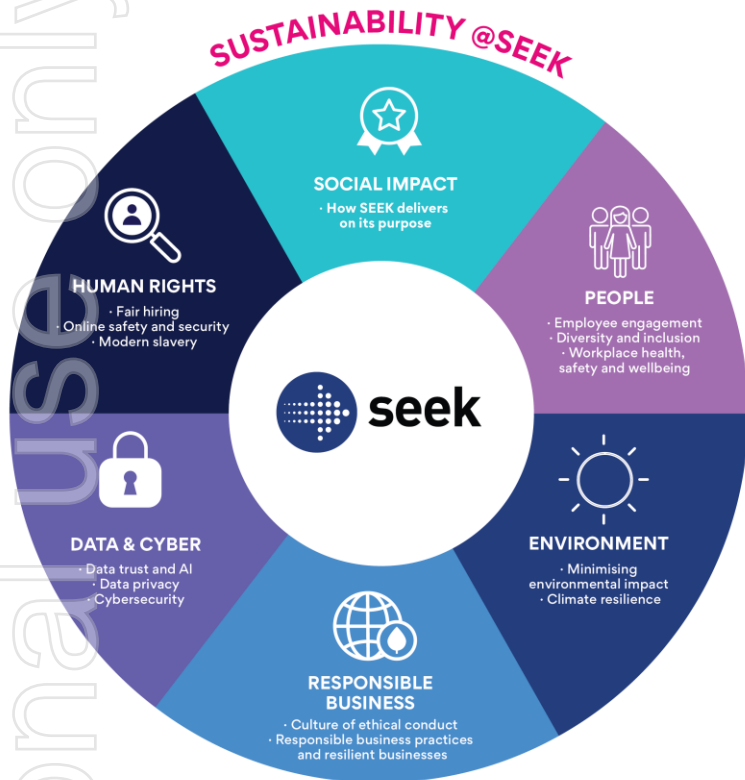 SUSTAINABILITY @SEEK
SOCIAL IMPACT
· How SEEK delivers
on its purpose
PEOPLE
· Employee engagement
· Diversity and inclusion
· Workplace health,
safety and wellbeing
ENVIRONMENT
· Minimising
environmental impact
· Climate resilience
RESPONSIBLE
BUSINESS
· Culture of ethical conduct
· Responsible business practices
and resilient businesses
DATA & CYBER
· Data trust and AI
· Data privacy
· Cybersecurity
HUMAN RIGHTS
· Fair hiring
· Online safety and security
· Modern slavery
seek
onal use only